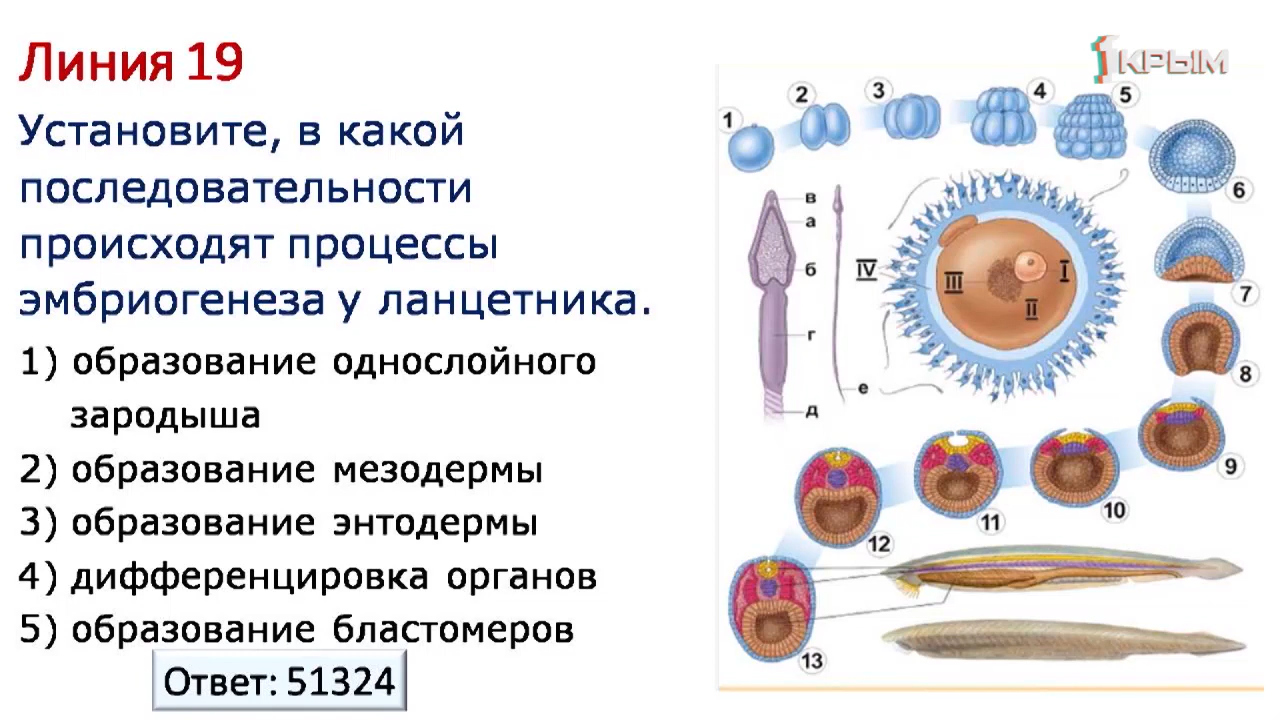 Линия 19
Установите, в какой
последовательности
происходят процессы
эмбриогенеза у ланцетника.
1) образование однослойного
зародыша
2) образование мезодермы
3) образование энтодермы
4) дифференцировка органов
5) образование бластомеров
Ответ: 51324
1 КРЫМ
1
2
3
4
5
6
7
8
9
10
11
12
13
в
а
б
г
е
д
I
II
III
IV